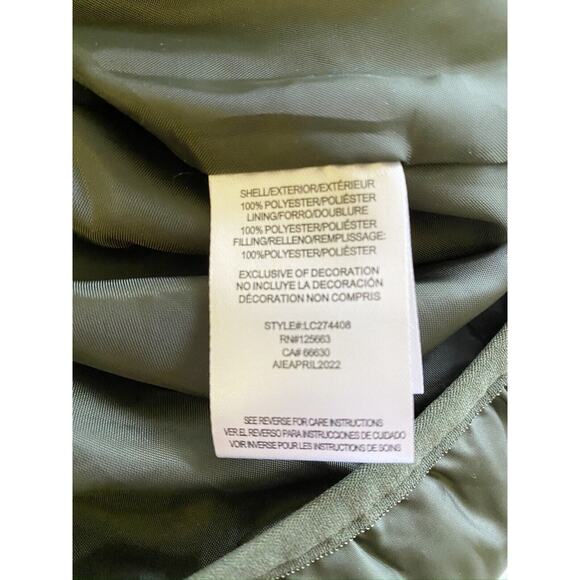 SHELL/EXTERIOR/EXTÉRIEUR
100% POLYESTER/POLIÉSTER
LINING/FORRO/DOUBLURE
100% POLYESTER/POLIÉSTER
FILLING/RELLENO/REMPLISSAGE:
100%POLYESTER/POLIÉSTER
EXCLUSIVE OF DECORATION
NO INCLUYE LA DECORACIÓN
DÉCORATION NON COMPRIS
STYLE#:LC274408
RN#125663
CA# 66630
AIEAPRIL2022
SEE REVERSE FOR CARE INSTRUCTIONS
VER EL REVERSO PARA INSTRUCCIONES DE CUIDADO
VOIR INVERSE POUR LES INSTRUCTIONS DE SOINS